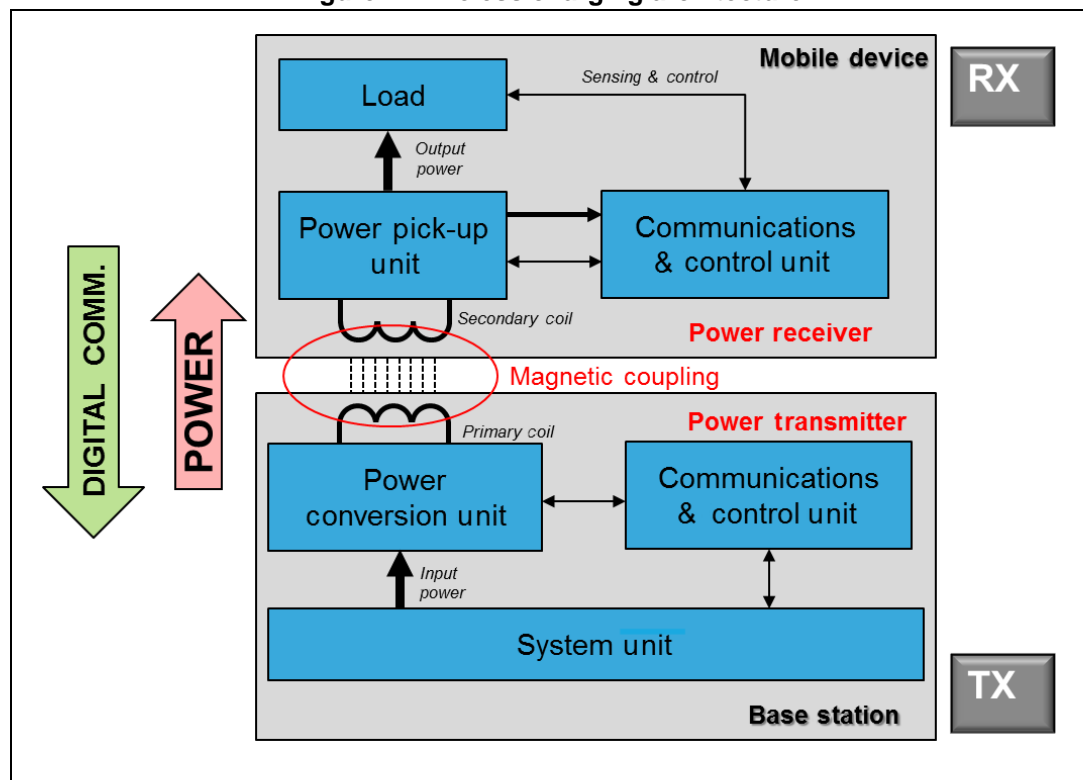 Mobile device
RX
Load
Sensing & control
Output
power
Power pick-up
unit
Communications
& control unit
Secondary coil
Power receiver
DIGITAL COMM.
POWER
Magnetic coupling
Power transmitter
Primary coil
Power
conversion unit
Communications
& control unit
Input
power
System unit
TX
Base station